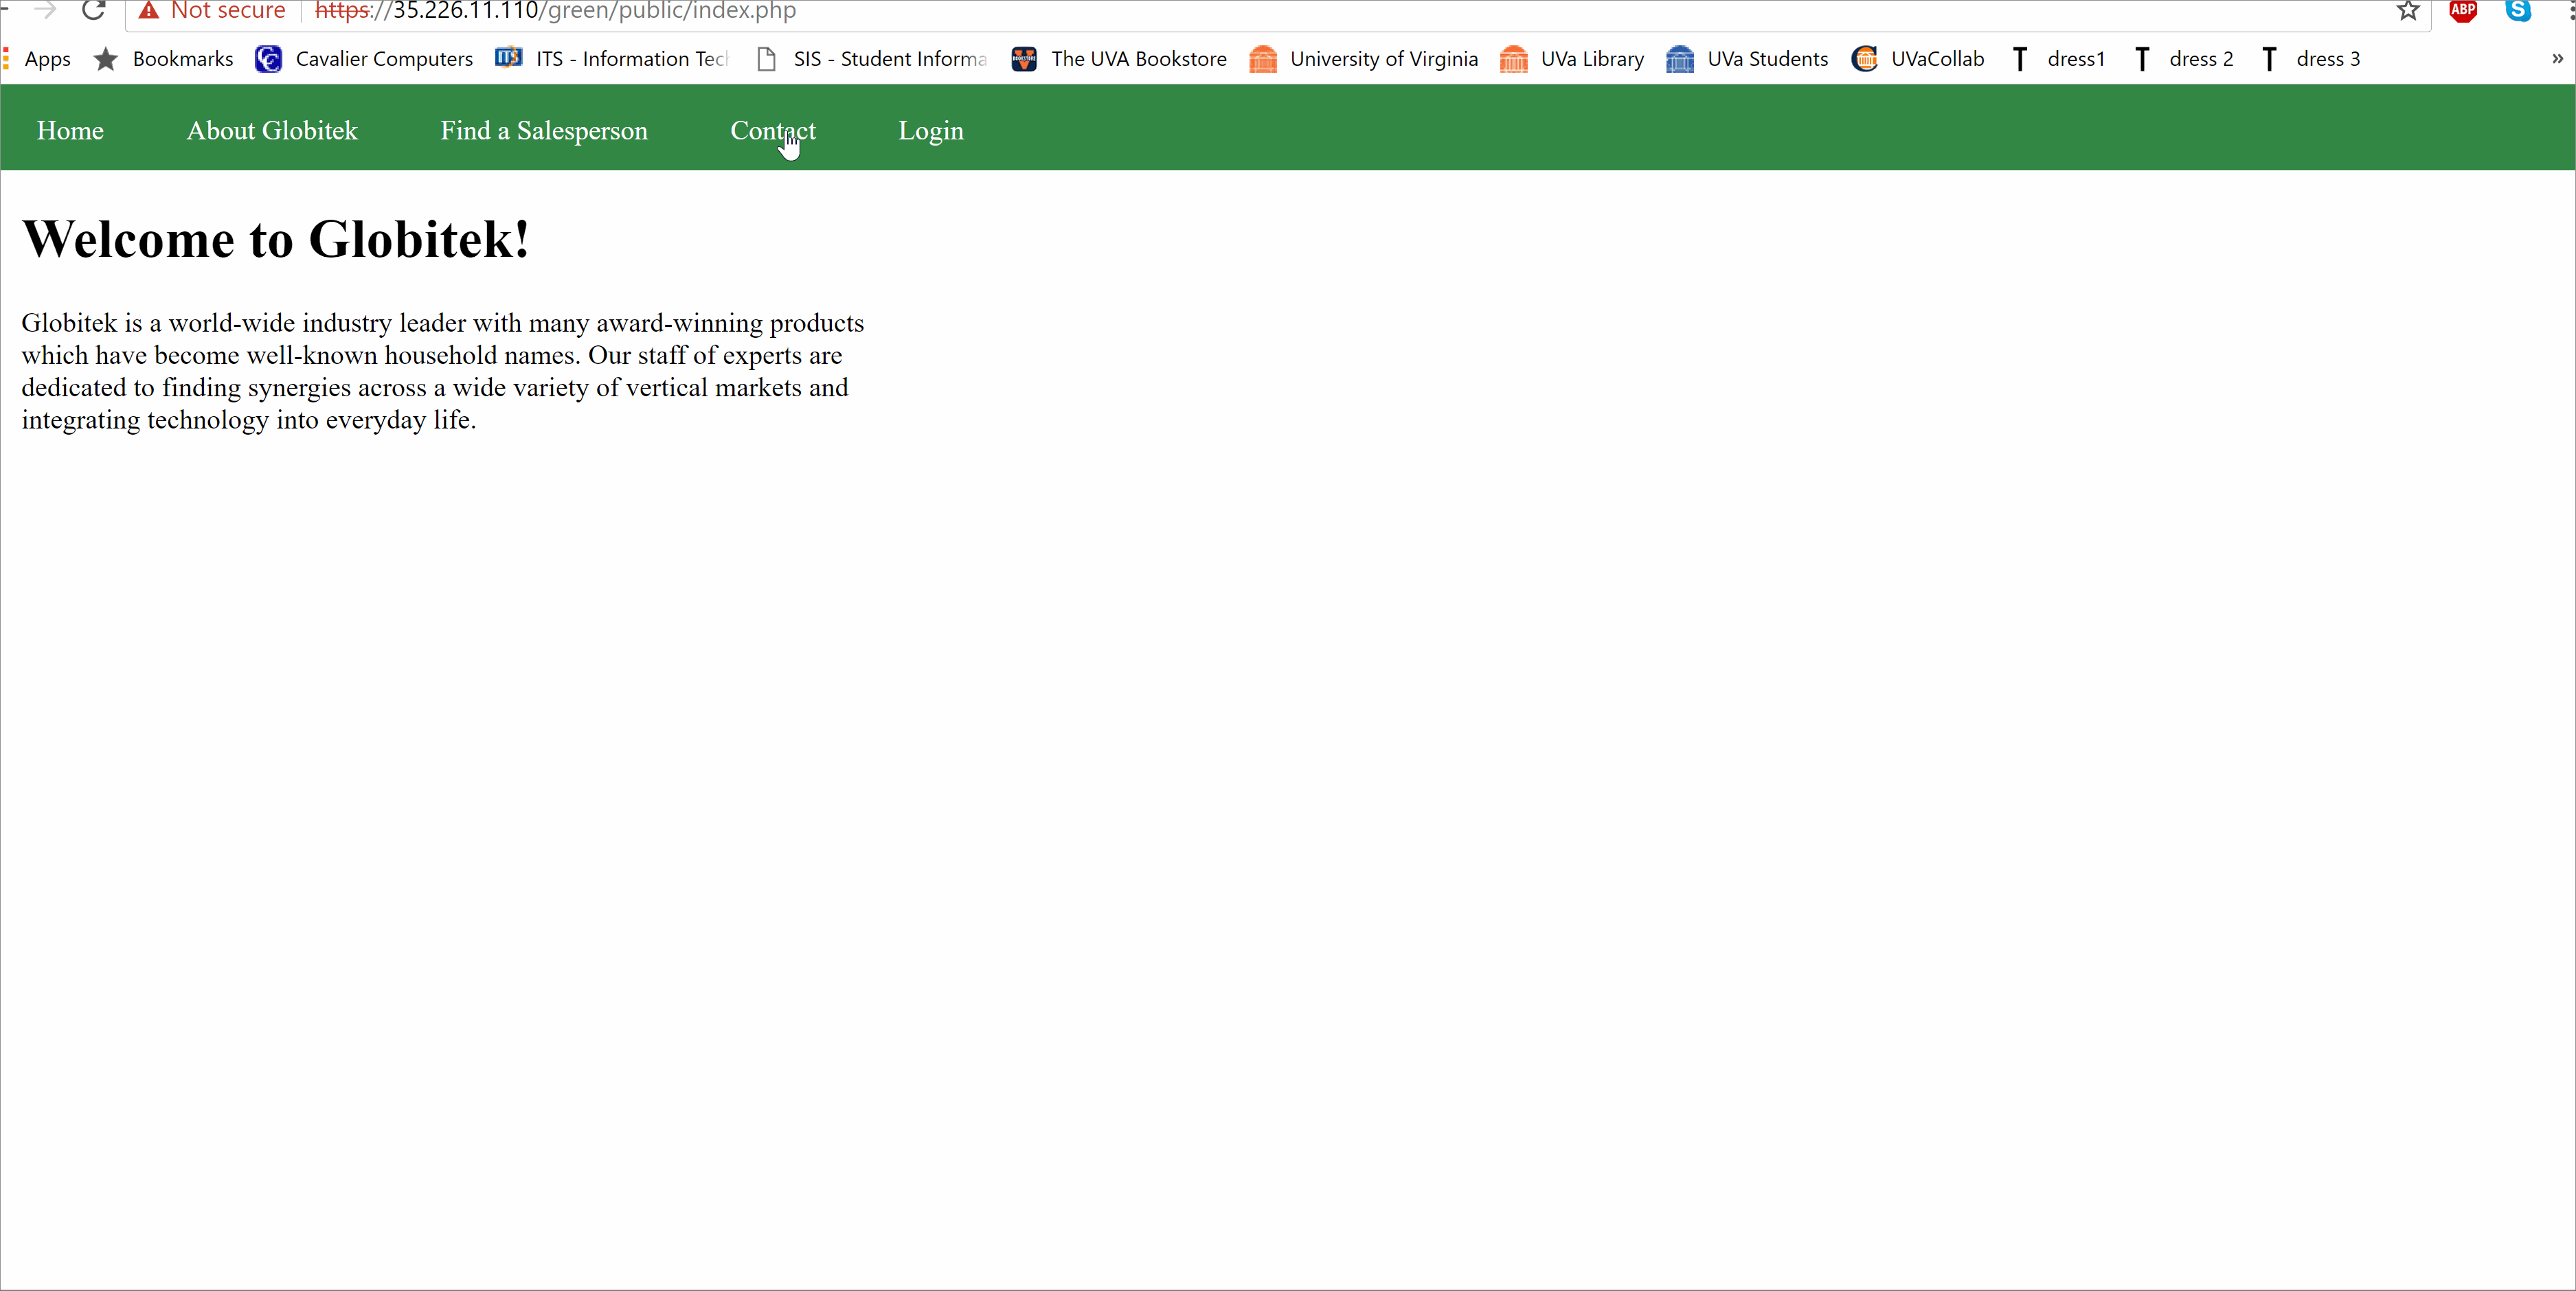 Not secure https://35.226.11.110/green/public/index.php ABP S
Apps Bookmarks CC Cavalier Computers ITS ITS - Information Tec SIS - Student Informa BOOKSTORE The UVA Bookstore University of Virginia UVa Library UVa Students UVaCollab T dress1 T dress 2 T dress 3 »
Home About Globitek Find a Salesperson Contact Login
Welcome to Globitek!
Globitek is a world-wide industry leader with many award-winning products
which have become well-known household names. Our staff of experts are
dedicated to finding synergies across a wide variety of vertical markets and
integrating technology into everyday life.